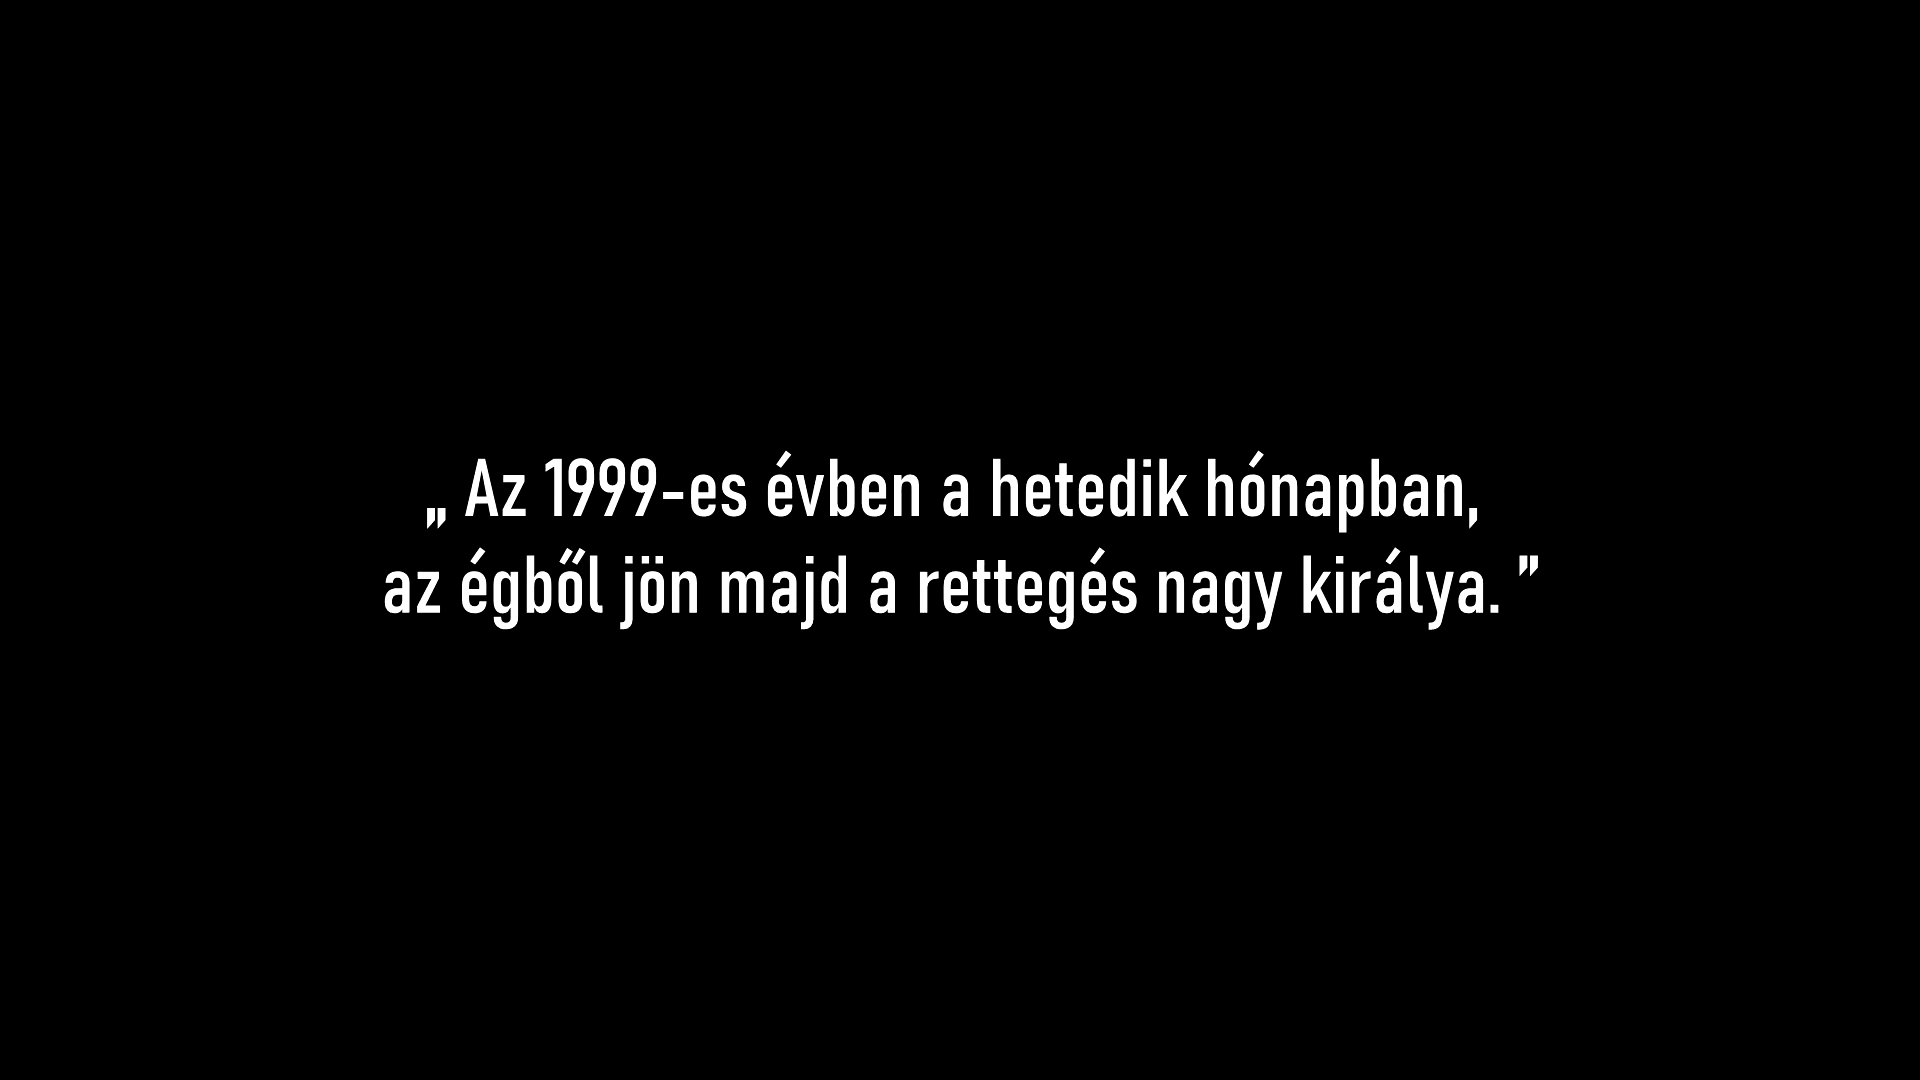 „ Az 1999-es évben a hetedik hónapban,
az égből jön majd a rettegés nagy királya. ”